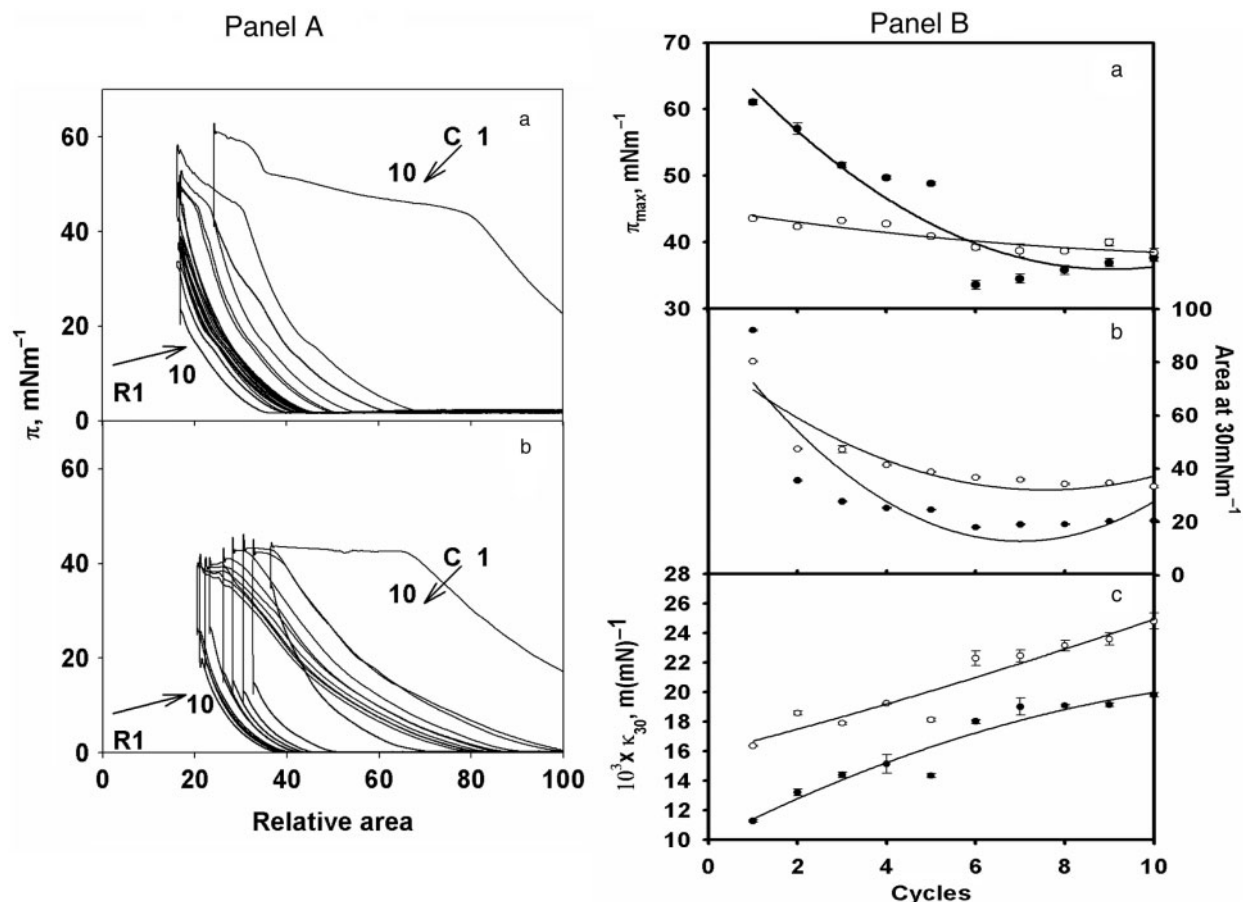 Panel A
a
60
40
20
0
C 1
10
10
R1
π, mNm⁻¹
b
60
40
20
0
C 1
10
10
R1
0 20 40 60 80 100
Relative area
Panel B
a
70
60
50
40
30
π max, mNm⁻¹
b
100
80
60
40
20
0
Area at 30mNm⁻¹
c
28
26
24
22
20
18
16
14
12
10
10³x κ30, m(mN)⁻¹
0 2 4 6 8 10
Cycles